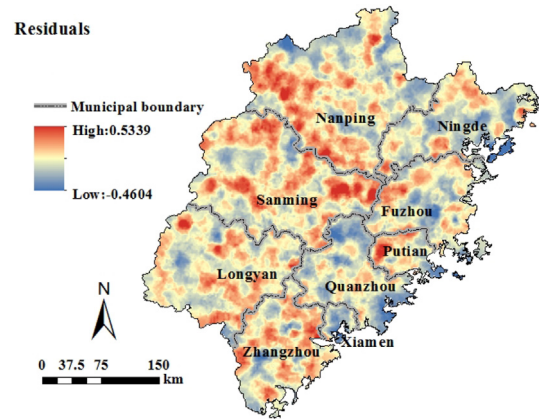 Residuals
Municipal boundary
High:0.5339
Low:-0.4604
Nanping
Ningde
Sanming
Fuzhou
Putian
Longyan
Quanzhou
Xiamen
Zhangzhou
N
0 37.5 75 150
km